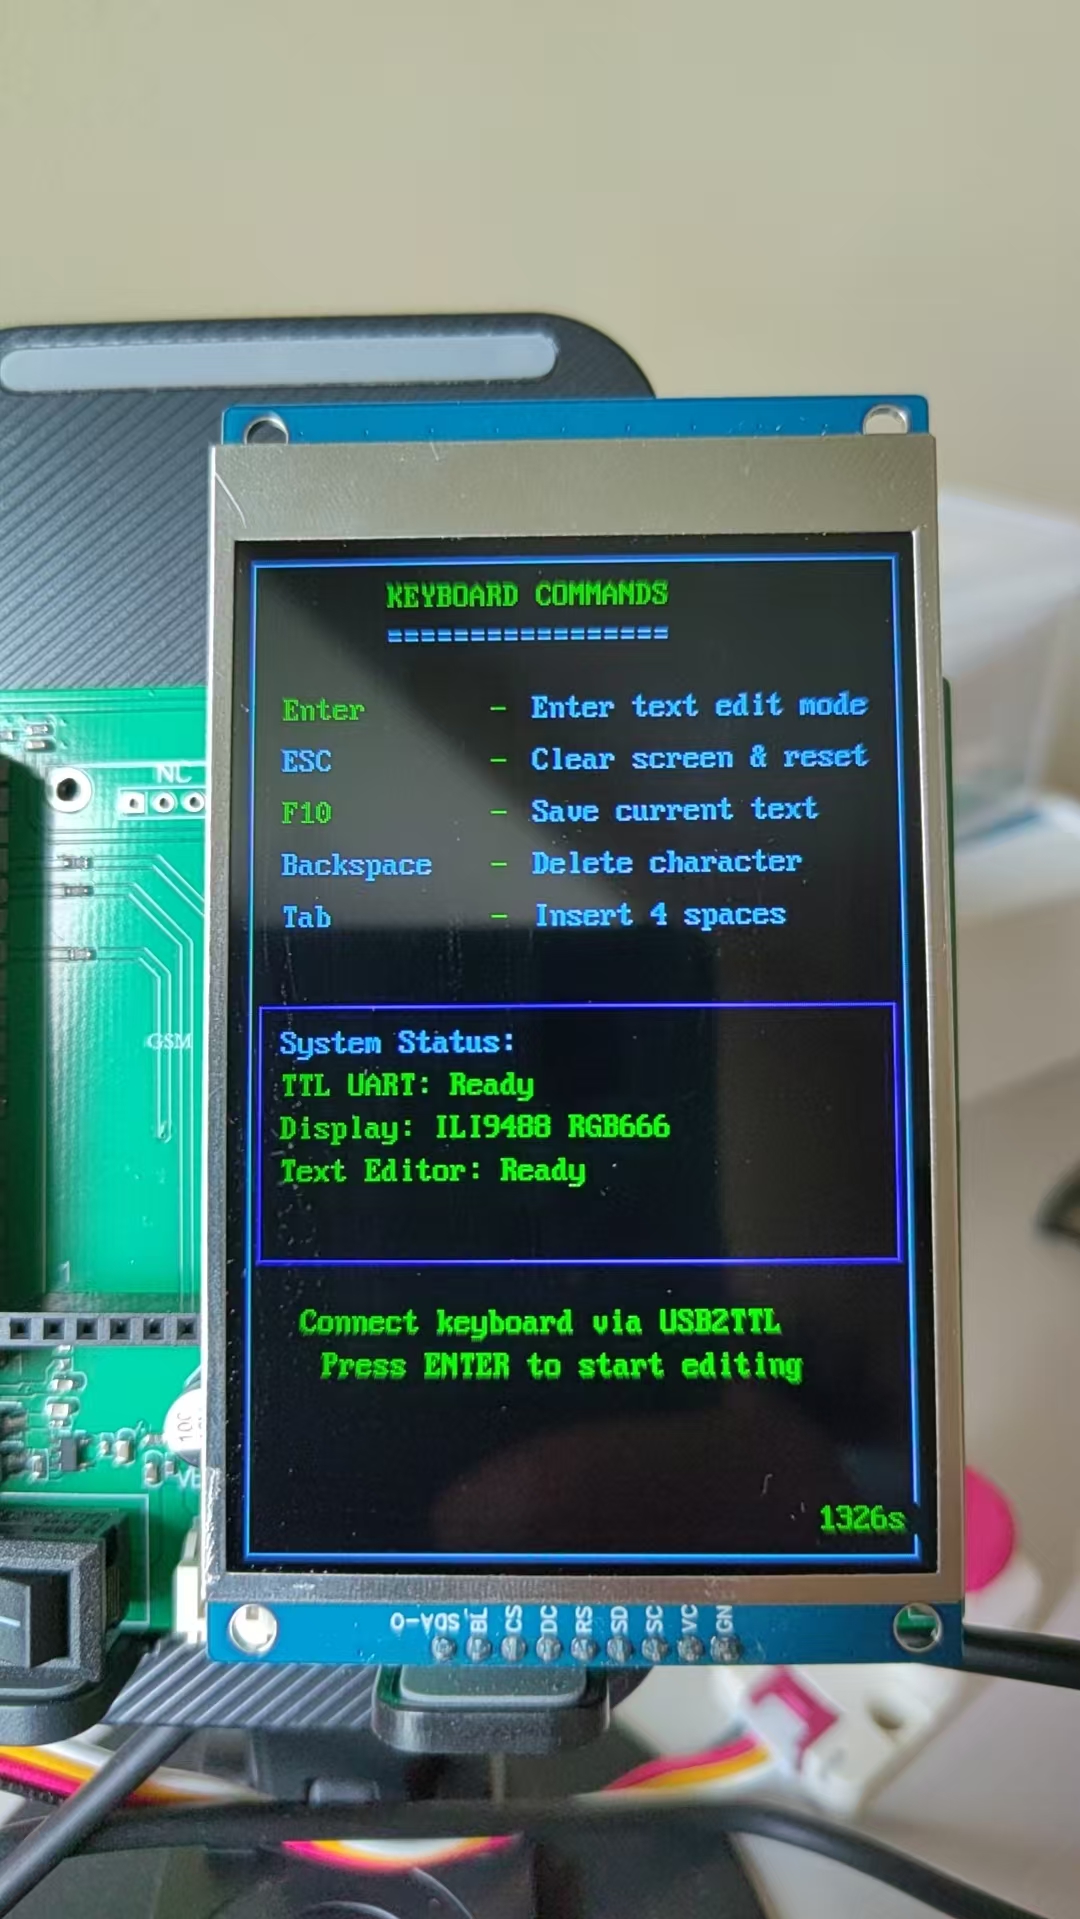 KEYBOARD COMMANDS
=================
Enter - Enter text edit mode
ESC - Clear screen & reset
F10 - Save current text
Backspace - Delete character
Tab - Insert 4 spaces
System Status:
TTL UART: Ready
Display: ILI9488 RGB666
Text Editor: Ready
Connect keyboard via USB2TTL
Press ENTER to start editing
1326s
NC
GSM
SDA-O BL CS DC RS SD SC VC GN
100